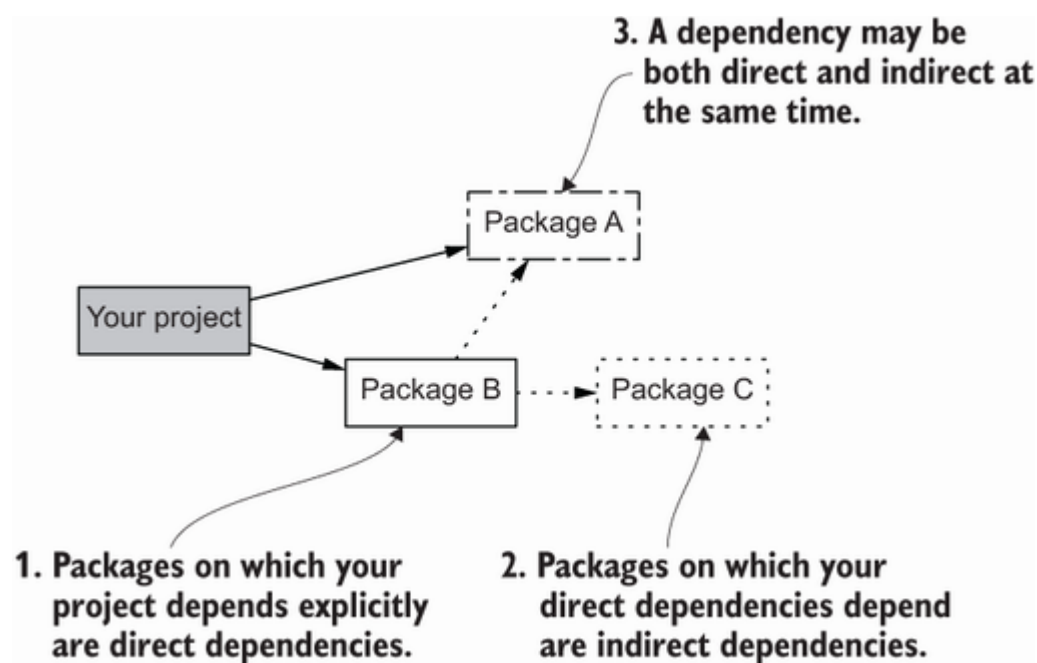 3. A dependency may be
both direct and indirect at
the same time.
Package A
Your project
Package B
Package C
1. Packages on which your
project depends explicitly
are direct dependencies.
2. Packages on which your
direct dependencies depend
are indirect dependencies.